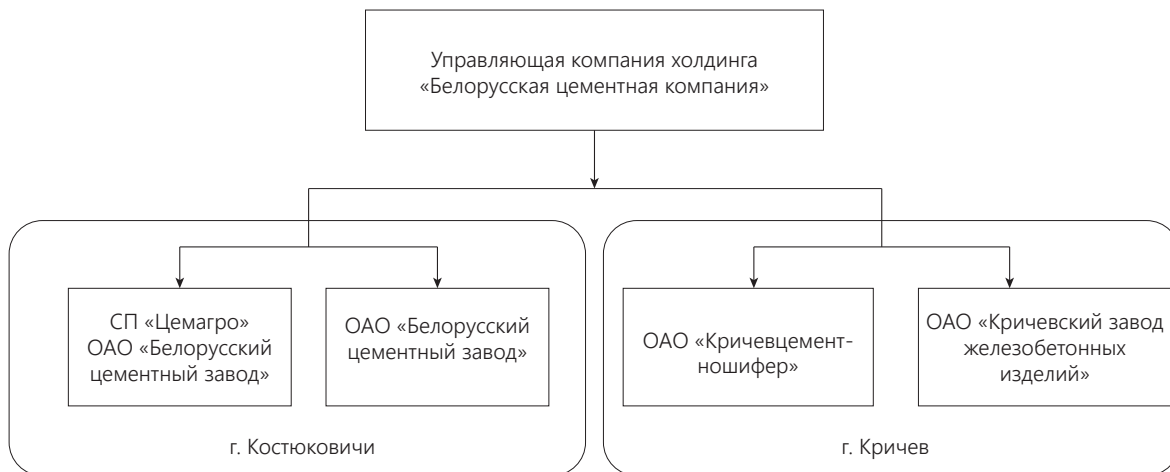 Управляющая компания холдинга
«Белорусская цементная компания»
СП «Цемагро»
ОАО «Белорусский
цементный завод»
ОАО «Белорусский
цементный завод»
г. Костюковичи
ОАО «Кричевцемент-
ношифер»
ОАО «Кричевский завод
железобетонных
изделий»
г. Кричев